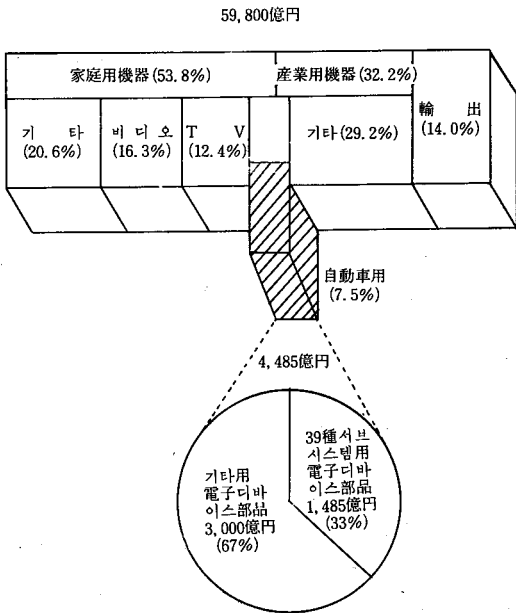 59,800億円
家庭用機器(53.8%)
産業用機器(32.2%)
輸 出
(14.0%)
기 타
(20.6%)
비디오
(16.3%)
T V
(12.4%)
기타(29.2%)
自動車用
(7.5%)
4,485億円
39種서브
시스템用
電子디바
이스部品
1,485億円
(33%)
기타用
電子디바
이스部品
3,000億円
(67%)